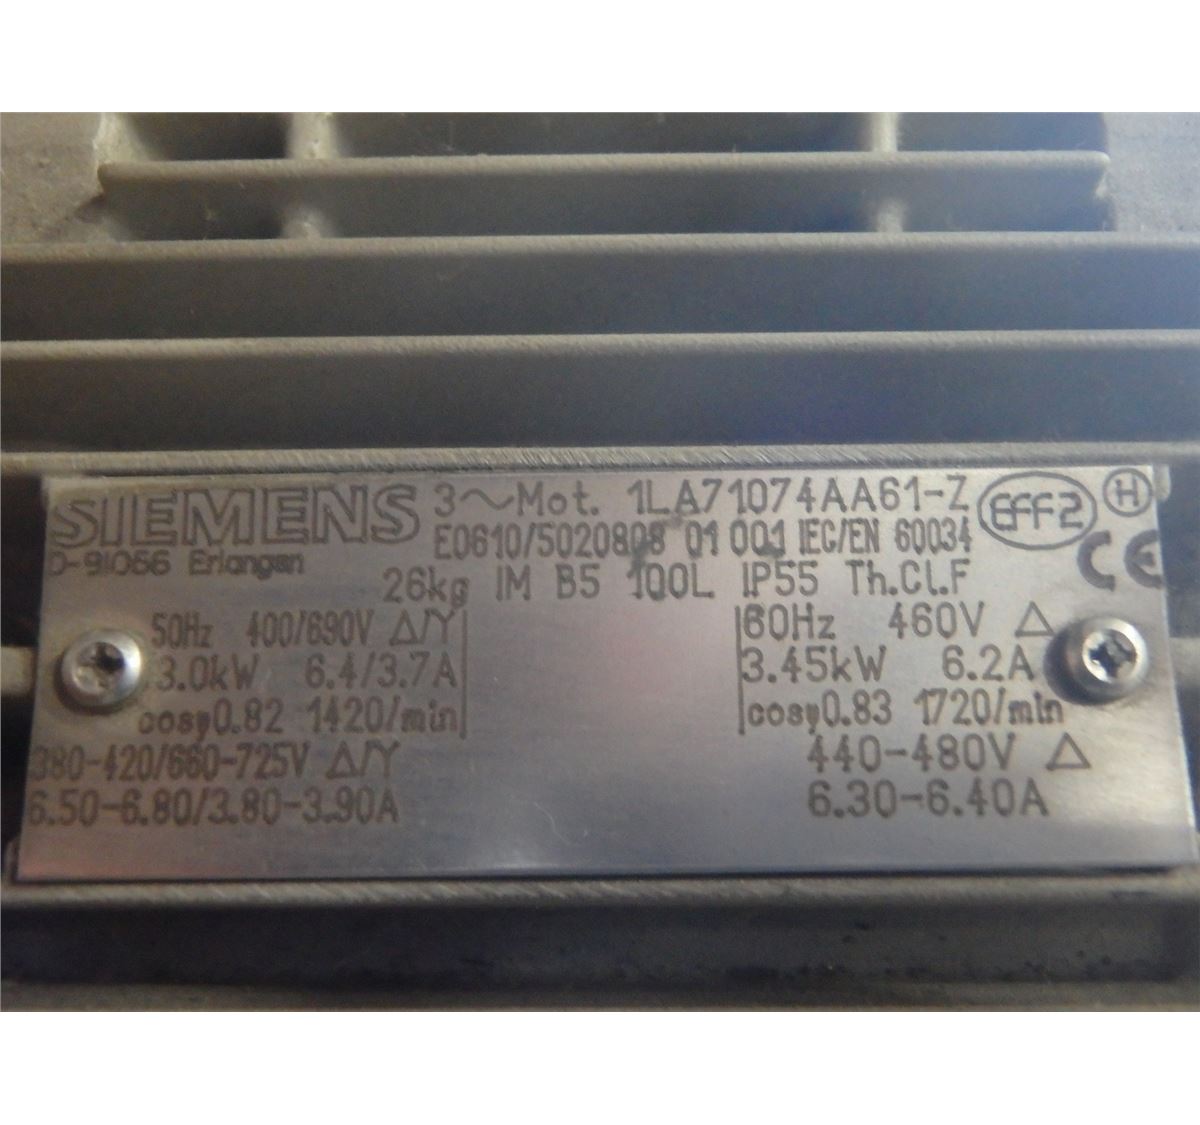 SIEMENS 3~Mot. 1LA71074AA61-Z EFF2 H
D-91056 Erlangen E0610/5020808 01 001 IEC/EN 60034 CE
26kg IM B5 100L IP55 Th.Cl.F
50Hz 400/690V Δ/Y 60Hz 460V Δ
3.0kW 6.4/3.7A 3.45kW 6.2A
cosφ0.82 1420/min cosφ0.83 1720/min
380-420/660-725V Δ/Y 440-480V Δ
6.50-6.80/3.80-3.90A 6.30-6.40A